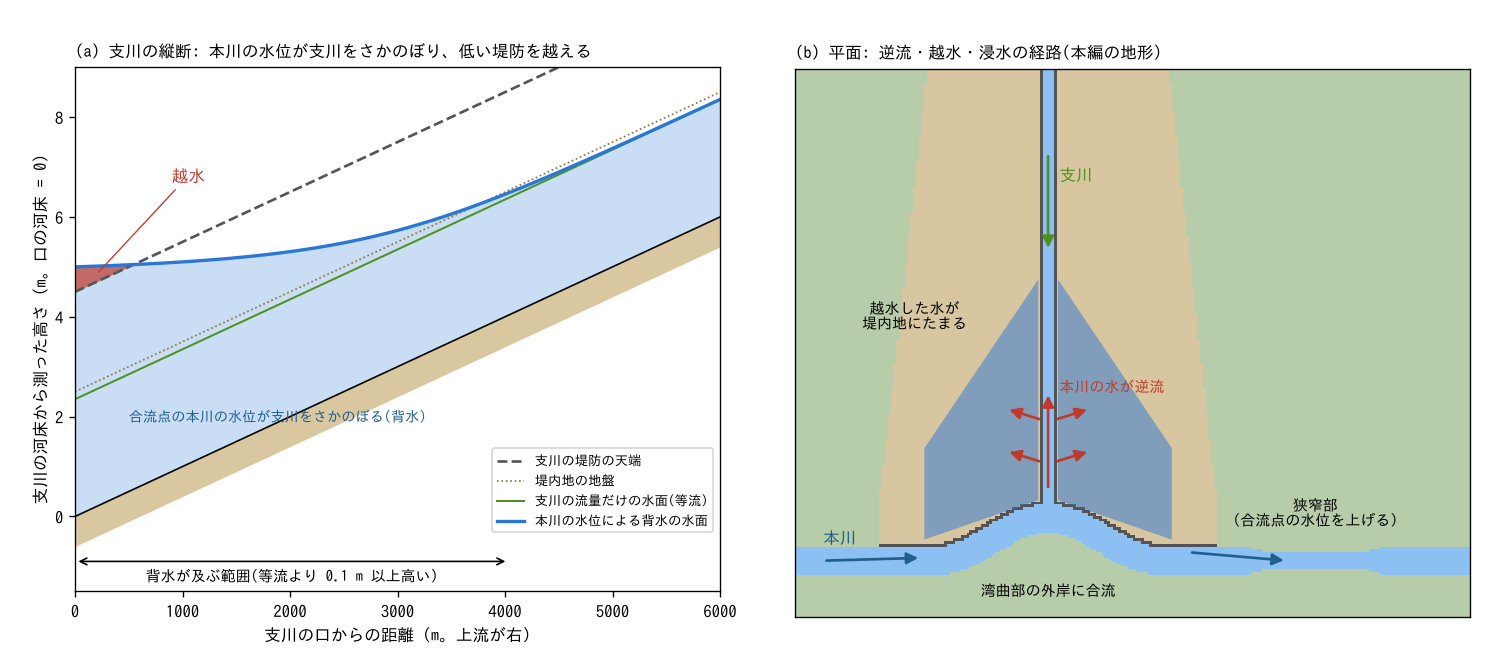 (a) 支川の縦断: 本川の水位が支川をさかのぼり、低い堤防を越える
支川の河床から測った高さ (m。 口の河床 = 0)
8
6
4
2
0
越水
合流点の本川の水位が支川をさかのぼる(背水)
支川の堤防の天端
堤内地の地盤
支川の流量だけの水面(等流)
本川の水位による背水の水面
背水が及ぶ範囲(等流より 0.1 m 以上高い)
0 1000 2000 3000 4000 5000 6000
支川の口からの距離 (m。上流が右)
(b) 平面: 逆流・越水・浸水の経路(本編の地形)
支川
越水した水が
堤内地にたまる
本川の水が逆流
狭窄部
(合流点の水位を上げる)
本川
湾曲部の外岸に合流